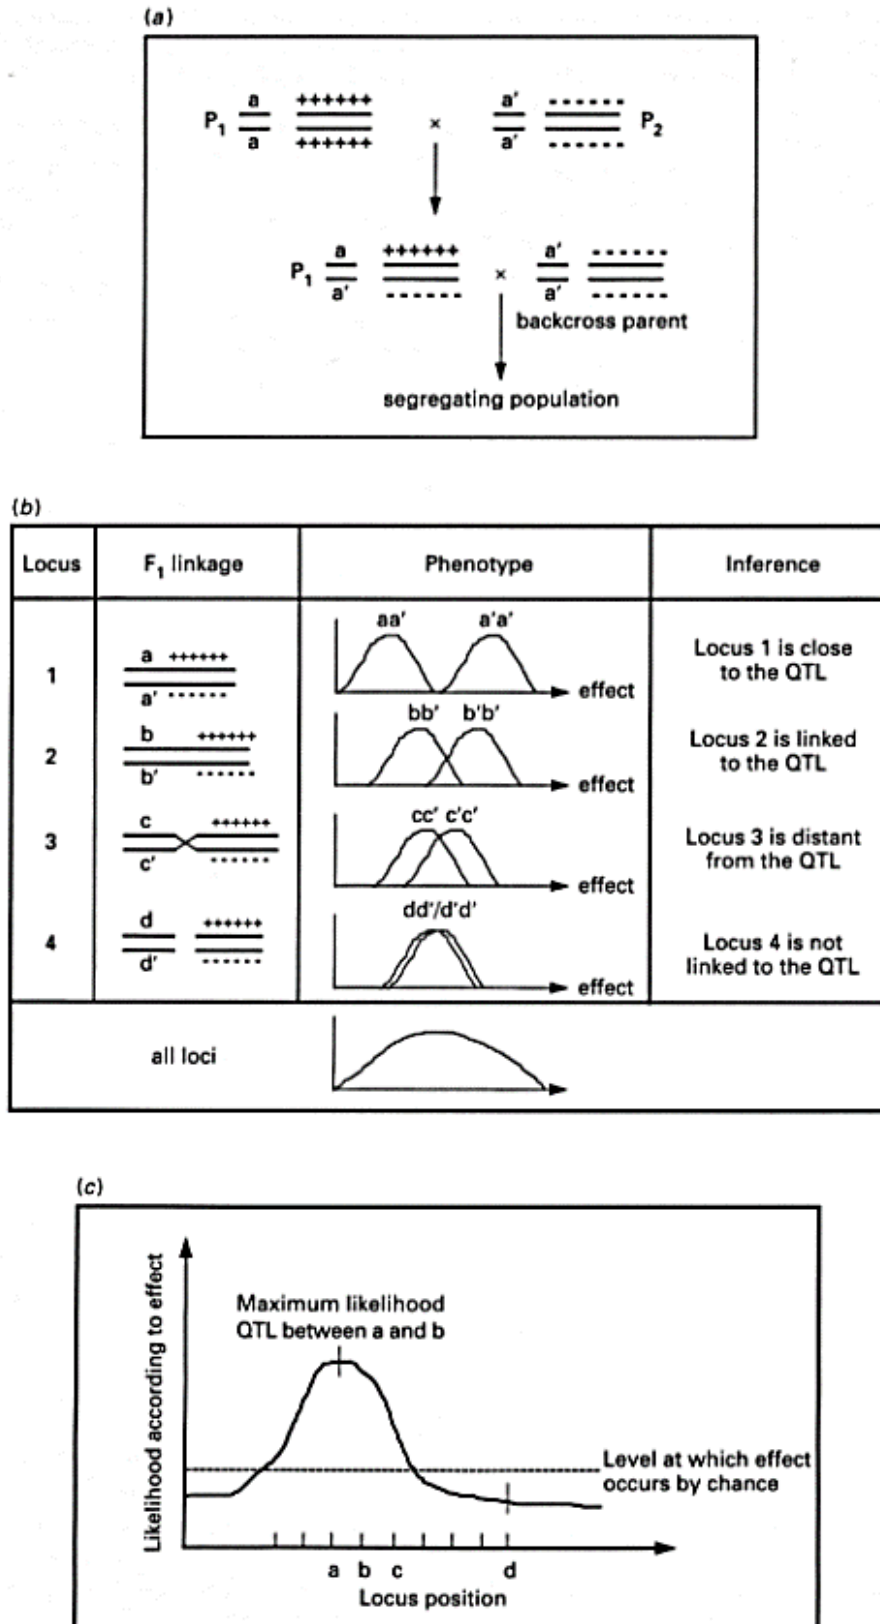 (a)
a ++++++ a' ------
P1 × P2
a ++++++ a' ------
a ++++++ a' ------
P1 ×
a' ------ a' ------
backcross parent
segregating population
(b)
Locus F1 linkage Phenotype Inference
1
a ++++++
a' ------
aa' a'a'
effect
Locus 1 is close
to the QTL
2
b ++++++
b' ------
bb' b'b'
effect
Locus 2 is linked
to the QTL
3
c ++++++
c' ------
cc' c'c'
effect
Locus 3 is distant
from the QTL
4
d ++++++
d' ------
dd'/d'd'
effect
Locus 4 is not
linked to the QTL
all loci
(c)
Likelihood according to effect
Maximum likelihood
QTL between a and b
Level at which effect
occurs by chance
a b c d
Locus position